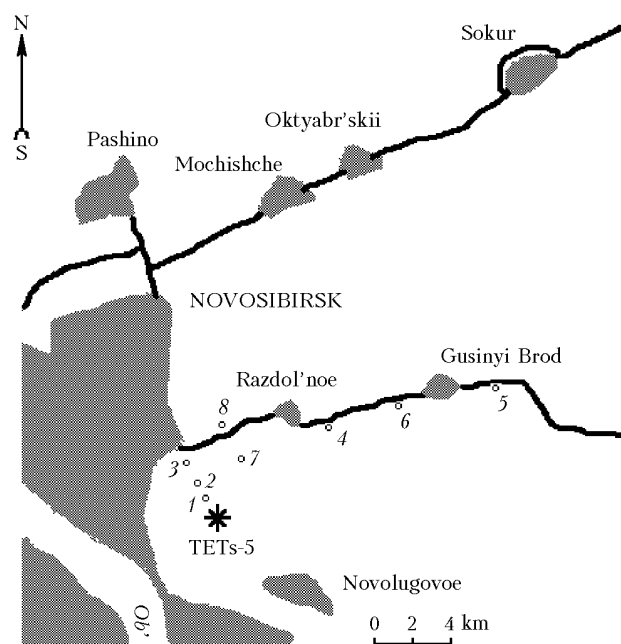 N
Sokur
Oktyabr'skii
S
Pashino
Mochishche
NOVOSIBIRSK
Gusinyi Brod
Razdol'noe
5
6
8
4
7
3
2
1
TETs-5
Novolugovoe
Ob'
0 2 4 km